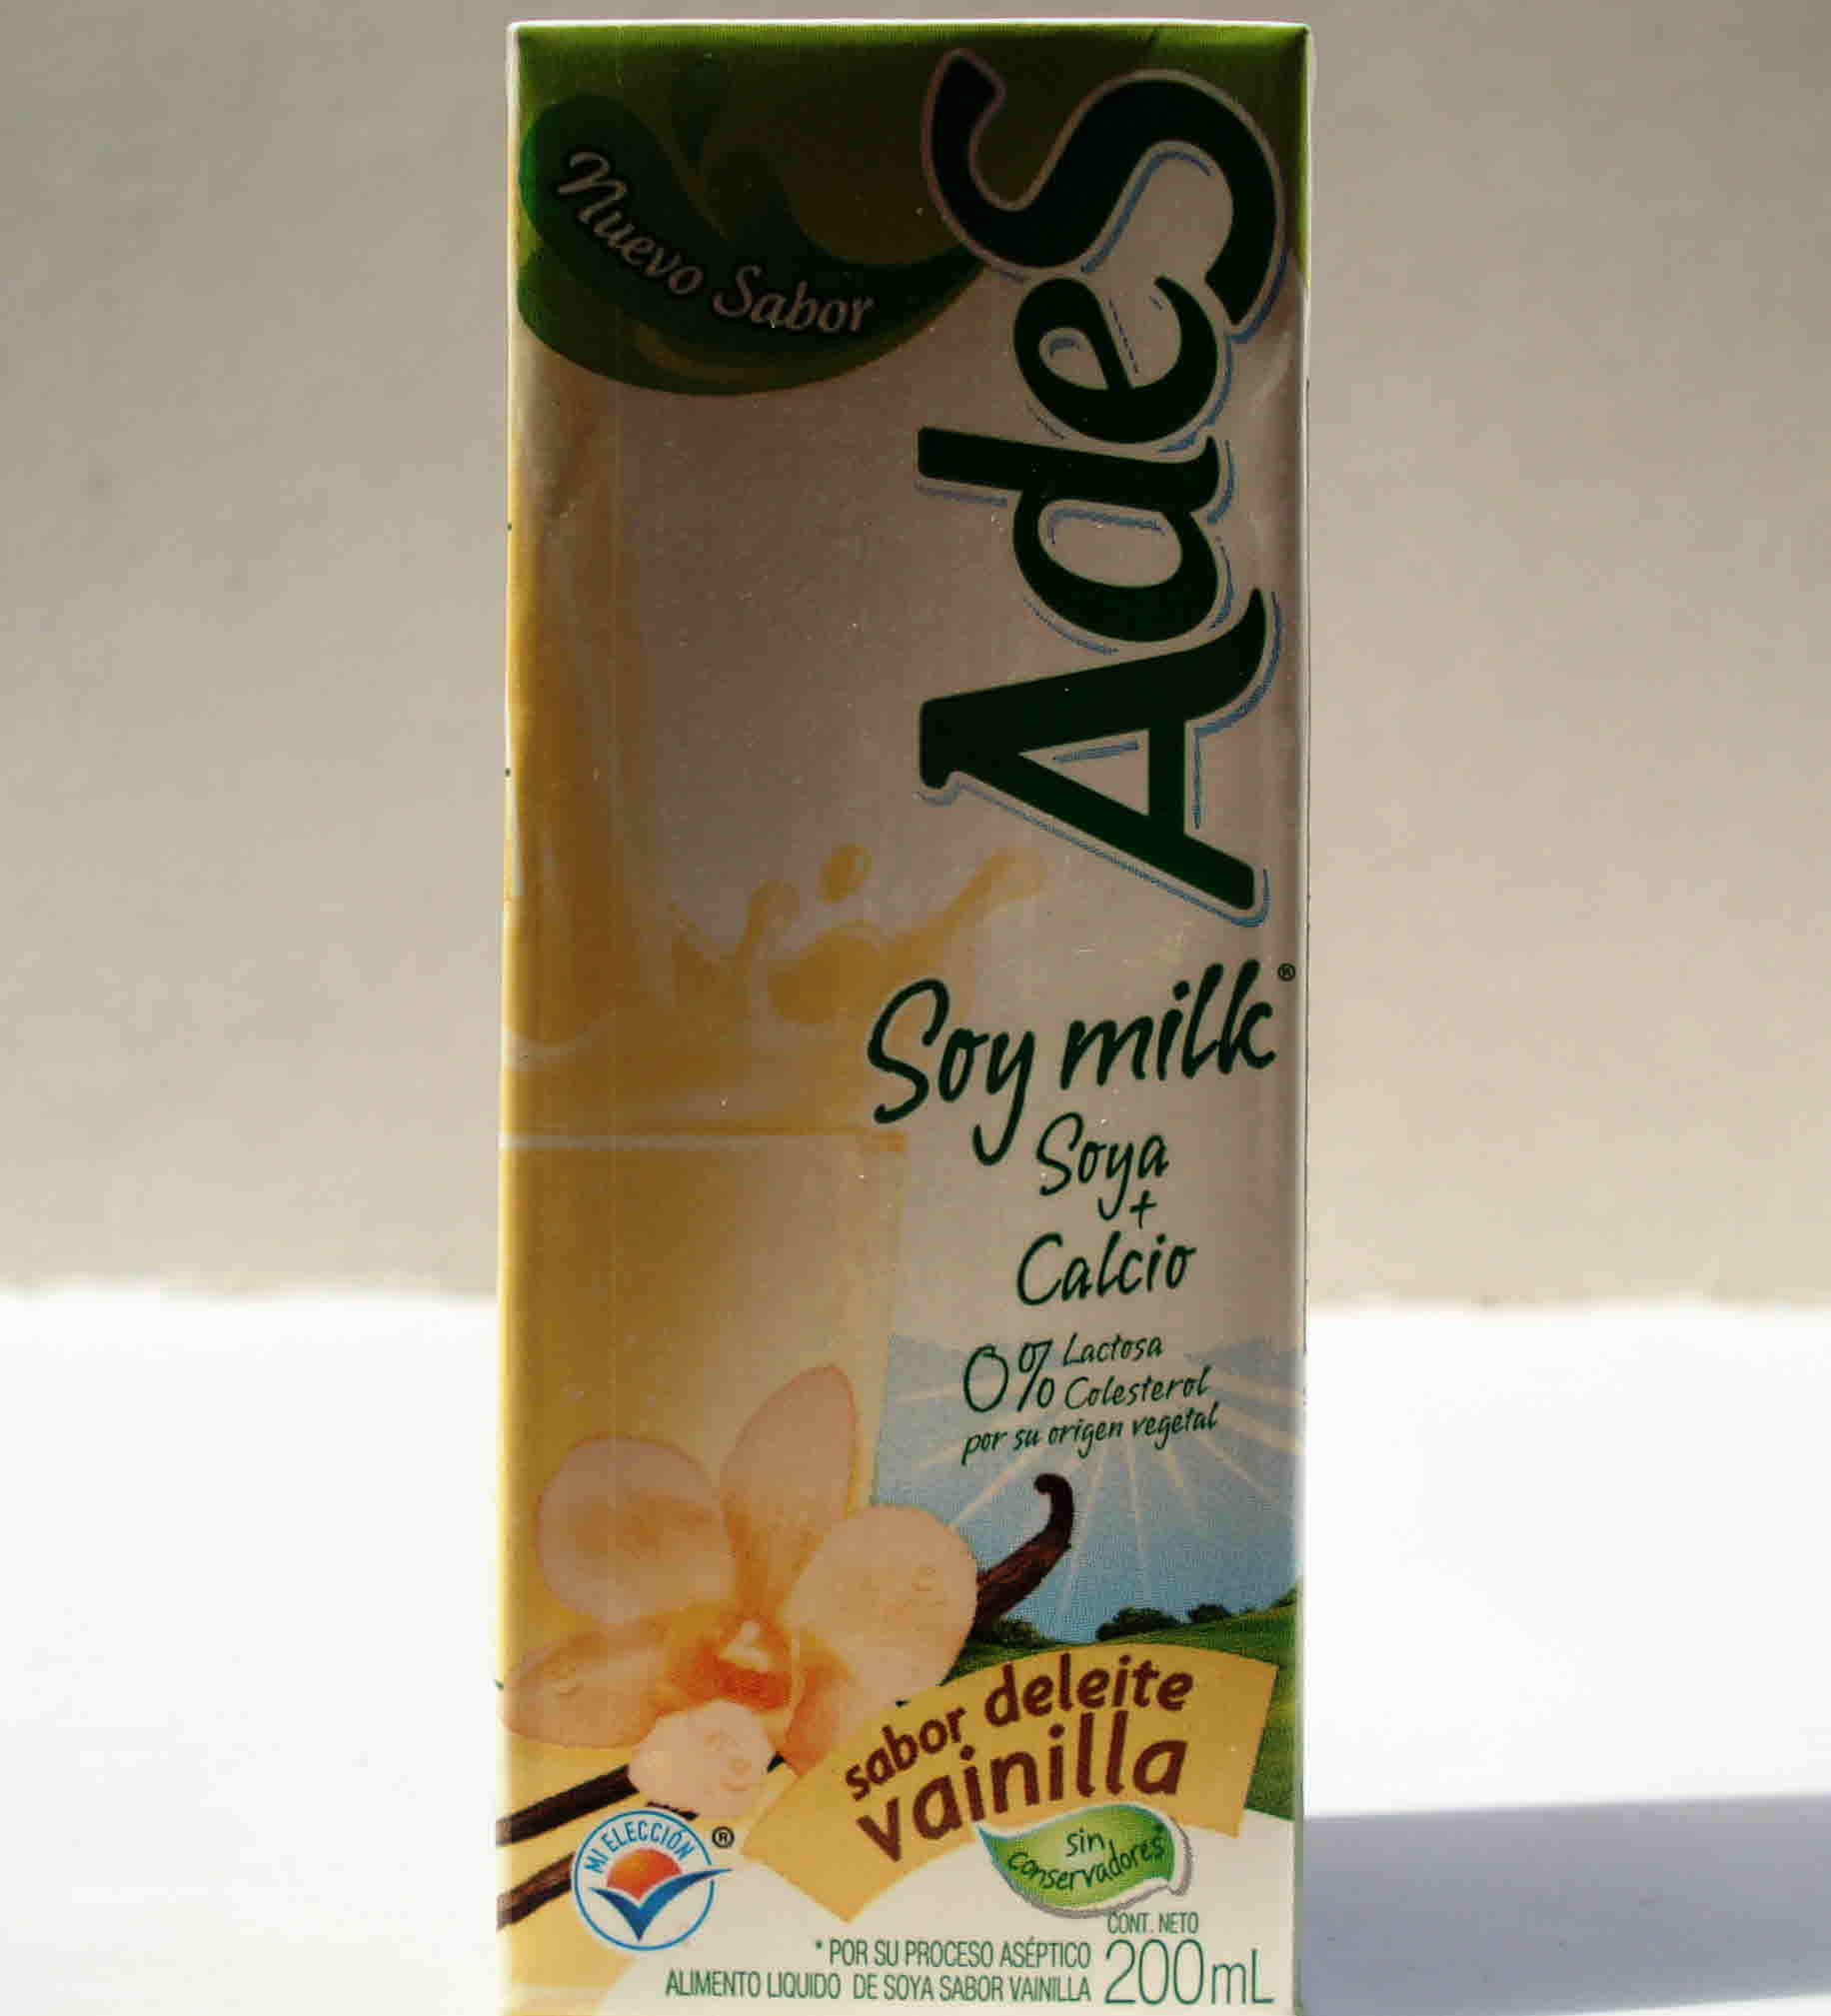 Nuevo Sabor
AdeS
Soy milk®
Soya
+
Calcio
0% Lactosa
Colesterol
por su origen vegetal
sabor deleite
vainilla
sin
conservadores*
MI ELECCIÓN ®
CONT. NETO
200mL
* POR SU PROCESO ASÉPTICO
ALIMENTO LIQUIDO DE SOYA SABOR VAINILLA